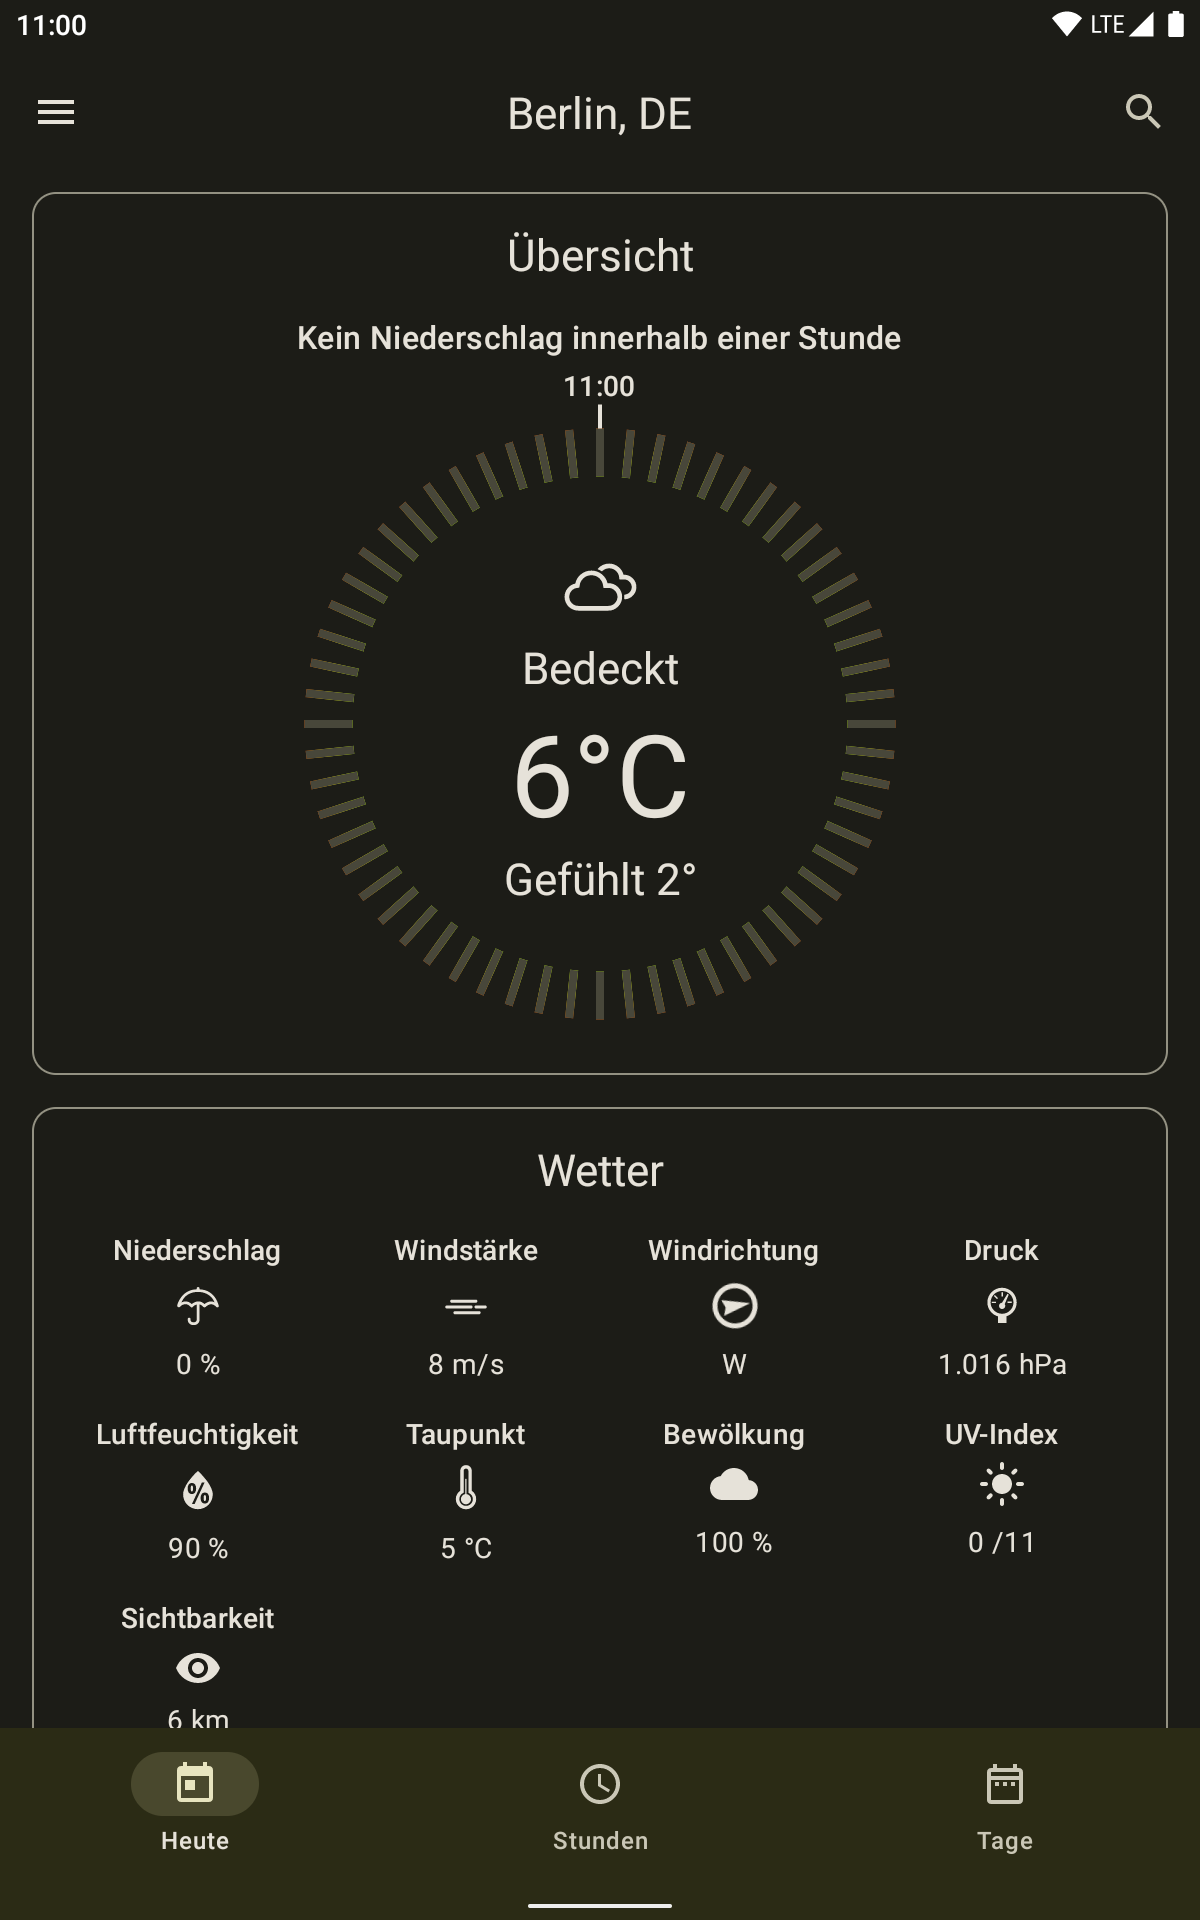 11:00
LTE
Berlin, DE
Übersicht
Kein Niederschlag innerhalb einer Stunde
11:00
Bedeckt
6°C
Gefühlt 2°
Wetter
Niederschlag Windstärke Windrichtung Druck
0 % 8 m/s W 1.016 hPa
Luftfeuchtigkeit Taupunkt Bewölkung UV-Index
%
90 % 5 °C 100 % 0 /11
Sichtbarkeit
6 km
Heute Stunden Tage